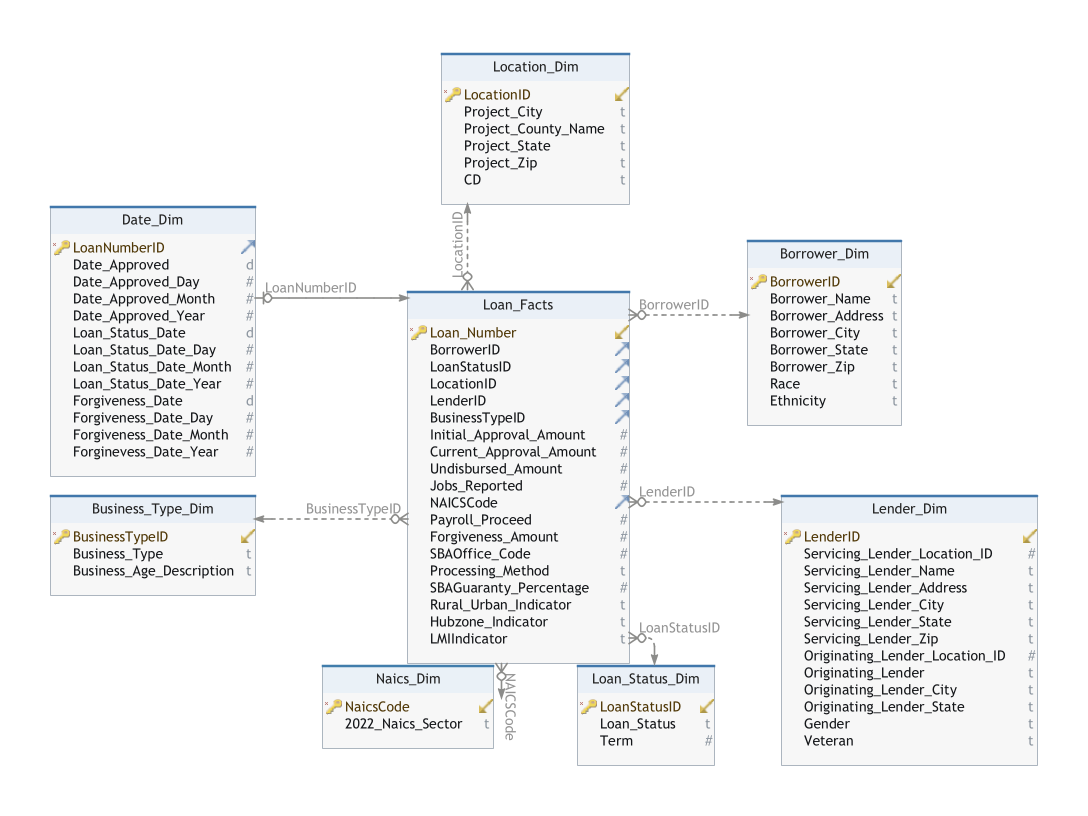 Location_Dim
LocationID
Project_City t
Project_County_Name t
Project_State t
Project_Zip t
CD t
LocationID
Date_Dim
LoanNumberID
Date_Approved d
Date_Approved_Day #
Date_Approved_Month #
Date_Approved_Year #
Loan_Status_Date d
Loan_Status_Date_Day #
Loan_Status_Date_Month #
Loan_Status_Date_Year #
Forgiveness_Date d
Forgiveness_Date_Day #
Forgiveness_Date_Month #
Forginevess_Date_Year #
LoanNumberID
Borrower_Dim
BorrowerID
Borrower_Name t
Borrower_Address t
Borrower_City t
Borrower_State t
Borrower_Zip t
Race t
Ethnicity t
BorrowerID
Loan_Facts
Loan_Number
BorrowerID
LoanStatusID
LocationID
LenderID
BusinessTypeID
Initial_Approval_Amount #
Current_Approval_Amount #
Undisbursed_Amount #
Jobs_Reported #
NAICSCode
Payroll_Proceed #
Forgiveness_Amount #
SBAOffice_Code #
Processing_Method t
SBAGuaranty_Percentage #
Rural_Urban_Indicator t
Hubzone_Indicator t
LMIIndicator t
BusinessTypeID
Business_Type_Dim
BusinessTypeID
Business_Type t
Business_Age_Description t
LenderID
Lender_Dim
LenderID
Servicing_Lender_Location_ID #
Servicing_Lender_Name t
Servicing_Lender_Address t
Servicing_Lender_City t
Servicing_Lender_State t
Servicing_Lender_Zip t
Originating_Lender_Location_ID #
Originating_Lender t
Originating_Lender_City t
Originating_Lender_State t
Gender t
Veteran t
LoanStatusID
Naics_Dim
NaicsCode
2022_Naics_Sector t
NAICSCode
Loan_Status_Dim
LoanStatusID
Loan_Status t
Term #